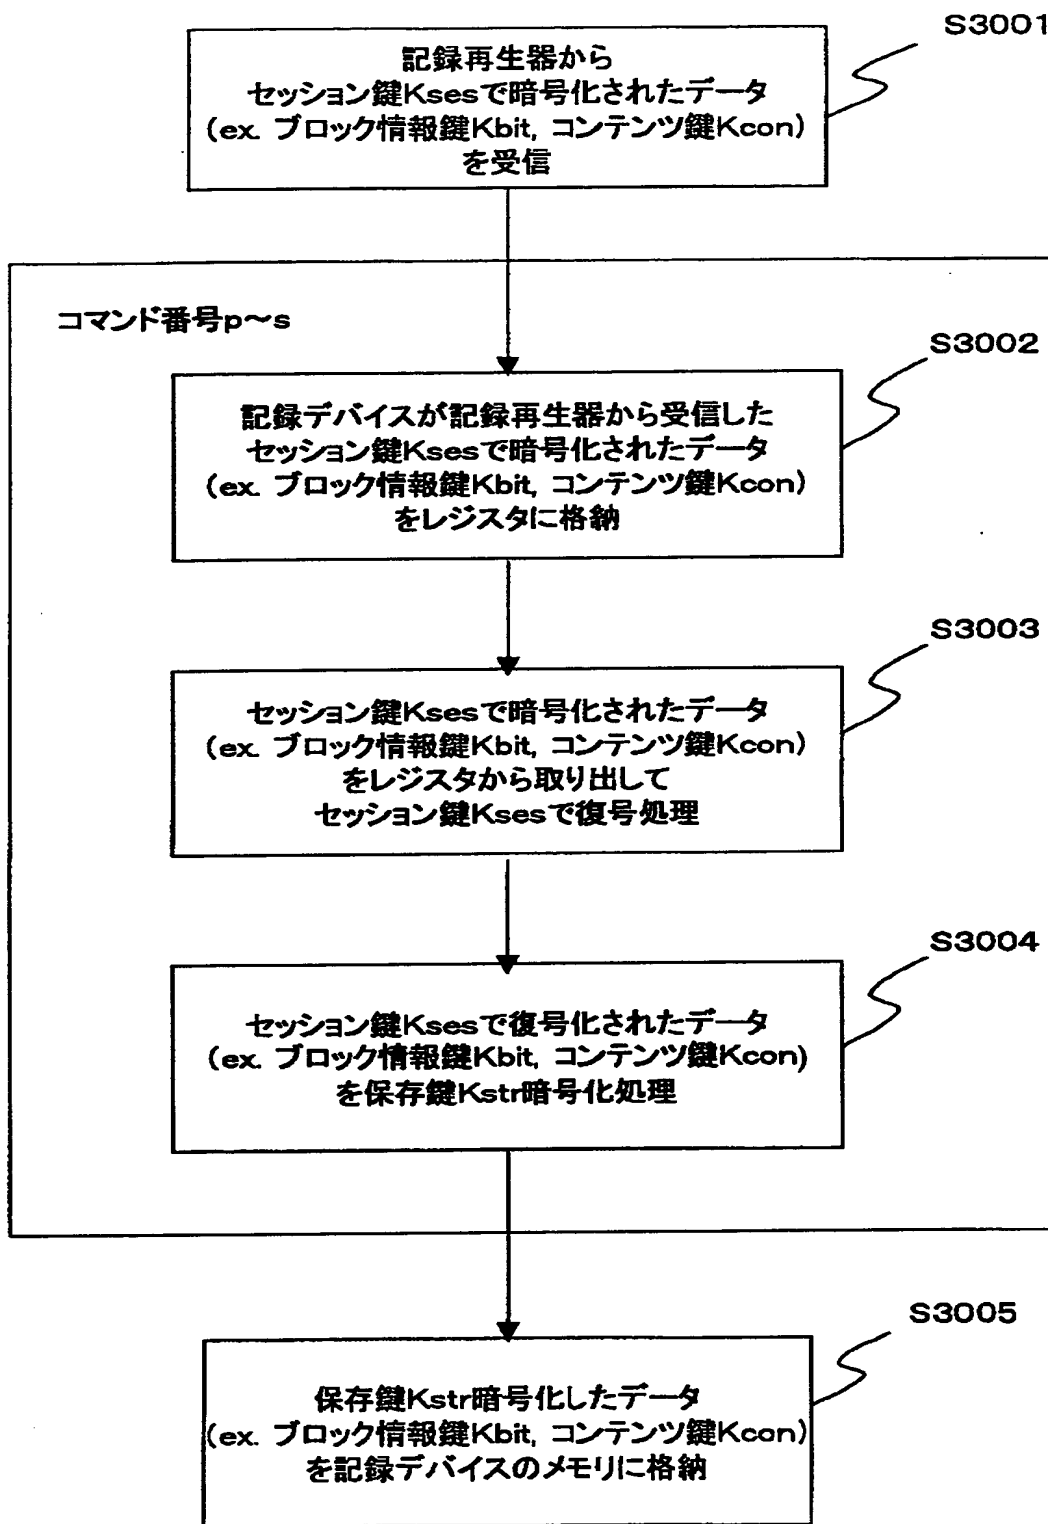 S3001
記録再生器から
セッション鍵Ksesで暗号化されたデータ
(ex. ブロック情報鍵Kbit, コンテンツ鍵Kcon)
を受信
コマンド番号p~s
S3002
記録デバイスが記録再生器から受信した
セッション鍵Ksesで暗号化されたデータ
(ex. ブロック情報鍵Kbit, コンテンツ鍵Kcon)
をレジスタに格納
S3003
セッション鍵Ksesで暗号化されたデータ
(ex. ブロック情報鍵Kbit, コンテンツ鍵Kcon)
をレジスタから取り出して
セッション鍵Ksesで復号処理
S3004
セッション鍵Ksesで復号化されたデータ
(ex. ブロック情報鍵Kbit, コンテンツ鍵Kcon)
を保存鍵Kstr暗号化処理
S3005
保存鍵Kstr暗号化したデータ
(ex. ブロック情報鍵Kbit, コンテンツ鍵Kcon)
を記録デバイスのメモリに格納